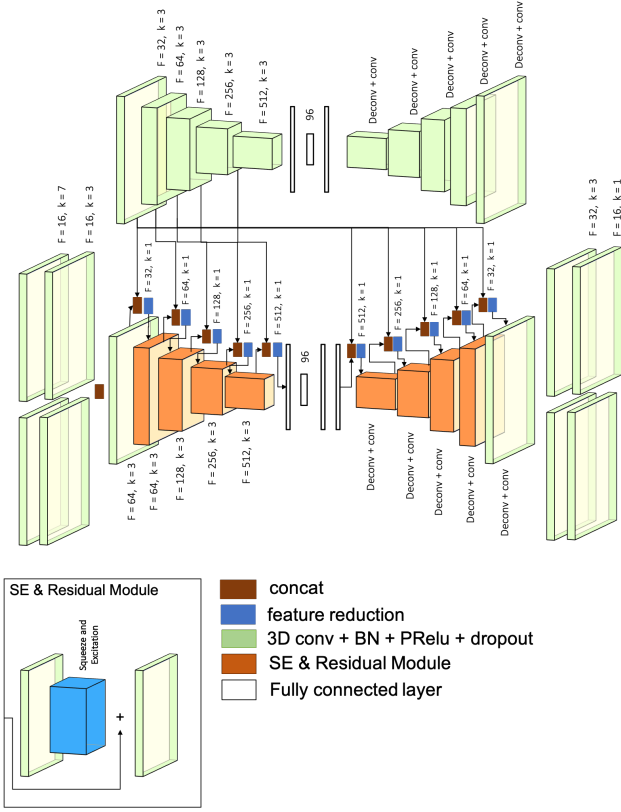 F = 32, k = 3
F = 64, k = 3
F = 128, k = 3
F = 256, k = 3
F = 512, k = 3
96
Deconv + conv
Deconv + conv
Deconv + conv
Deconv + conv
Deconv + conv
F = 16, k = 7
F = 16, k = 3
F = 32, k = 3
F = 16, k = 1
F = 32, k = 1
F = 64, k = 1
F = 128, k = 1
F = 256, k = 1
F = 512, k = 1
96
F = 512, k = 1
F = 256, k = 1
F = 128, k = 1
F = 64, k = 1
F = 32, k = 1
F = 64, k = 3
F = 64, k = 3
F = 128, k = 3
F = 256, k = 3
F = 512, k = 3
Deconv + conv
Deconv + conv
Deconv + conv
Deconv + conv
Deconv + conv
SE & Residual Module
Squeeze and
Excitation
+
concat
feature reduction
3D conv + BN + PRelu + dropout
SE & Residual Module
Fully connected layer